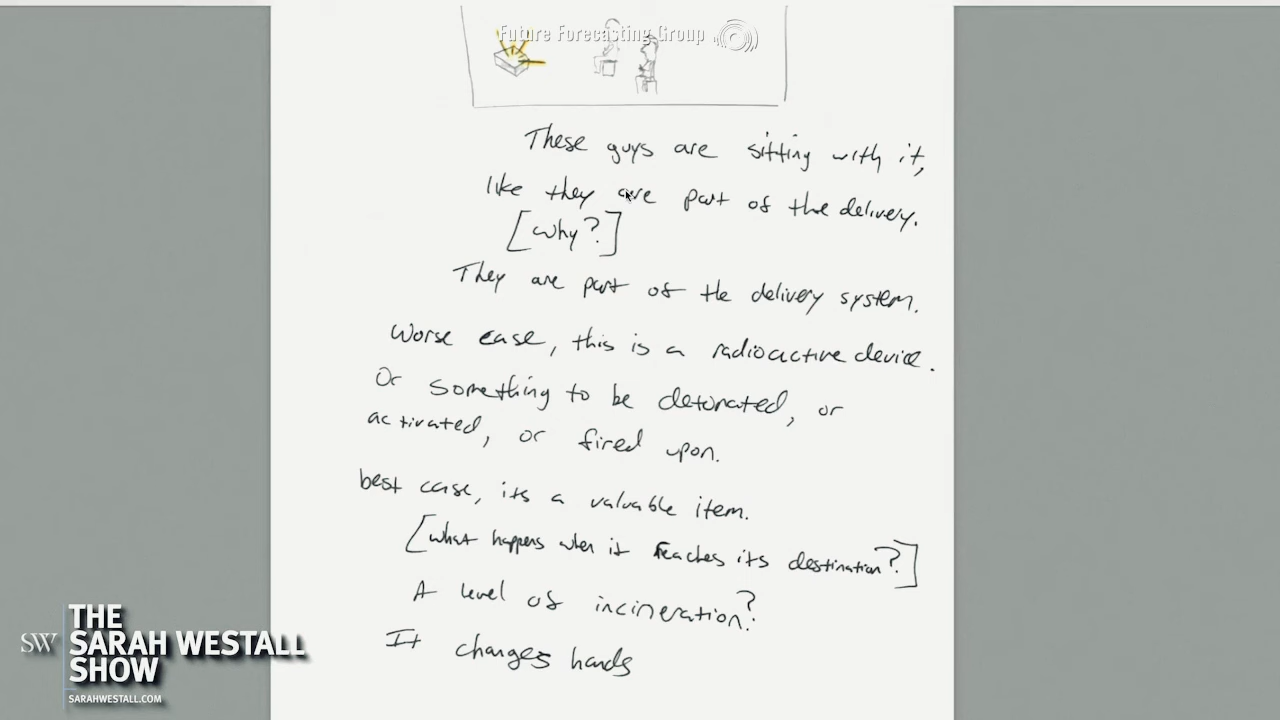 Future Forecasting Group
These guys are sitting with it,
like they are part of the delivery.
[why?]
They are part of the delivery system.
Worse case, this is a radioactive device.
Or something to be detonated, or
activated, or fired upon.
best case, its a valuable item.
[what happens when it reaches its destination?]
A level of incineration?
It changes hands
SW
THE
SARAH WESTALL
SHOW
SARAHWESTALL.COM